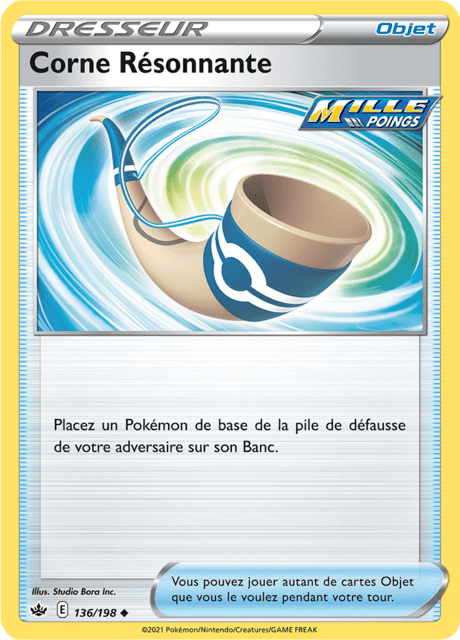 DRESSEUR
Objet
Corne Résonnante
MILLE
POINGS
Placez un Pokémon de base de la pile de défausse
de votre adversaire sur son Banc.
Illus. Studio Bora Inc.
Vous pouvez jouer autant de cartes Objet
que vous le voulez pendant votre tour.
E 136/198
©2021 Pokémon/Nintendo/Creatures/GAME FREAK